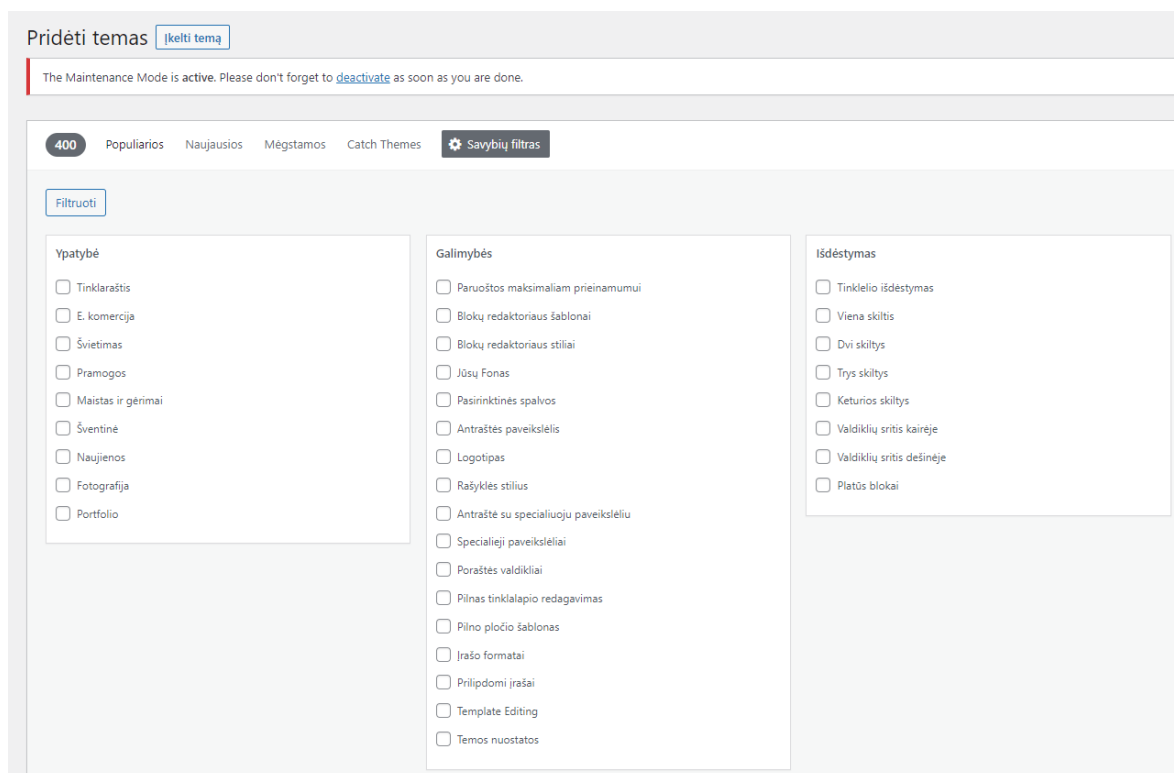 Pridėti temas Įkelti temą
The Maintenance Mode is active. Please don't forget to deactivate as soon as you are done.
400 Populiarios Naujausios Mėgstamos Catch Themes Savybių filtras
Filtruoti
Ypatybė
Tinklaraštis
E. komercija
Švietimas
Pramogos
Maistas ir gėrimai
Šventinė
Naujienos
Fotografija
Portfolio
Galimybės
Paruoštos maksimaliam prieinamumui
Blokų redaktoriaus šablonai
Blokų redaktoriaus stiliai
Jūsų Fonas
Pasirinktinės spalvos
Antraštės paveikslėlis
Logotipas
Rašyklės stilius
Antraštė su specialiuoju paveikslėliu
Specialieji paveikslėliai
Poraštės valdikliai
Pilnas tinklalapio redagavimas
Pilno pločio šablonas
Įrašo formatai
Prilipdomi įrašai
Template Editing
Temos nuostatos
Išdėstymas
Tinklelio išdėstymas
Viena skiltis
Dvi skiltys
Trys skiltys
Keturios skiltys
Valdiklių sritis kairėje
Valdiklių sritis dešinėje
Platūs blokai